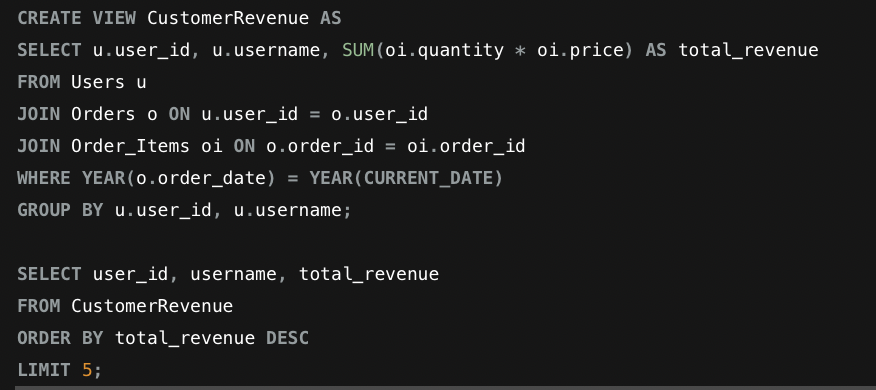 CREATE VIEW CustomerRevenue AS
SELECT u.user_id, u.username, SUM(oi.quantity * oi.price) AS total_revenue
FROM Users u
JOIN Orders o ON u.user_id = o.user_id
JOIN Order_Items oi ON o.order_id = oi.order_id
WHERE YEAR(o.order_date) = YEAR(CURRENT_DATE)
GROUP BY u.user_id, u.username;
SELECT user_id, username, total_revenue
FROM CustomerRevenue
ORDER BY total_revenue DESC
LIMIT 5;